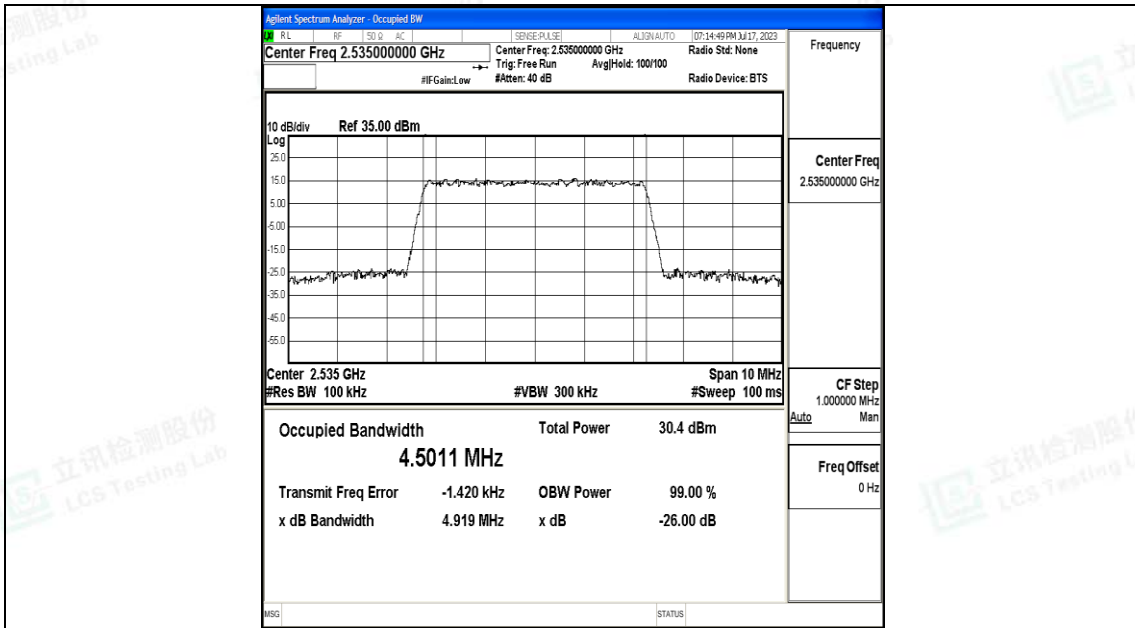 Agilent Spectrum Analyzer - Occupied BW
RL RF 50 Ω AC SENSE:PULSE ALIGN AUTO 07:14:49 PM Jul 17, 2023
Center Freq 2.535000000 GHz
Center Freq: 2.535000000 GHz
Radio Std: None
Trig: Free Run Avg|Hold: 100/100
#IFGain:Low #Atten: 40 dB Radio Device: BTS
10 dB/div Ref 35.00 dBm
Log
25.0
15.0
5.00
-5.00
-15.0
-25.0
-35.0
-45.0
-55.0
Center 2.535 GHz Span 10 MHz
#Res BW 100 kHz #VBW 300 kHz #Sweep 100 ms
Occupied Bandwidth Total Power 30.4 dBm
4.5011 MHz
Transmit Freq Error -1.420 kHz OBW Power 99.00 %
x dB Bandwidth 4.919 MHz x dB -26.00 dB
MSG STATUS
Frequency
Center Freq
2.535000000 GHz
CF Step
1.000000 MHz
Auto Man
Freq Offset
0 Hz
立讯检测股份
LCS Testing Lab